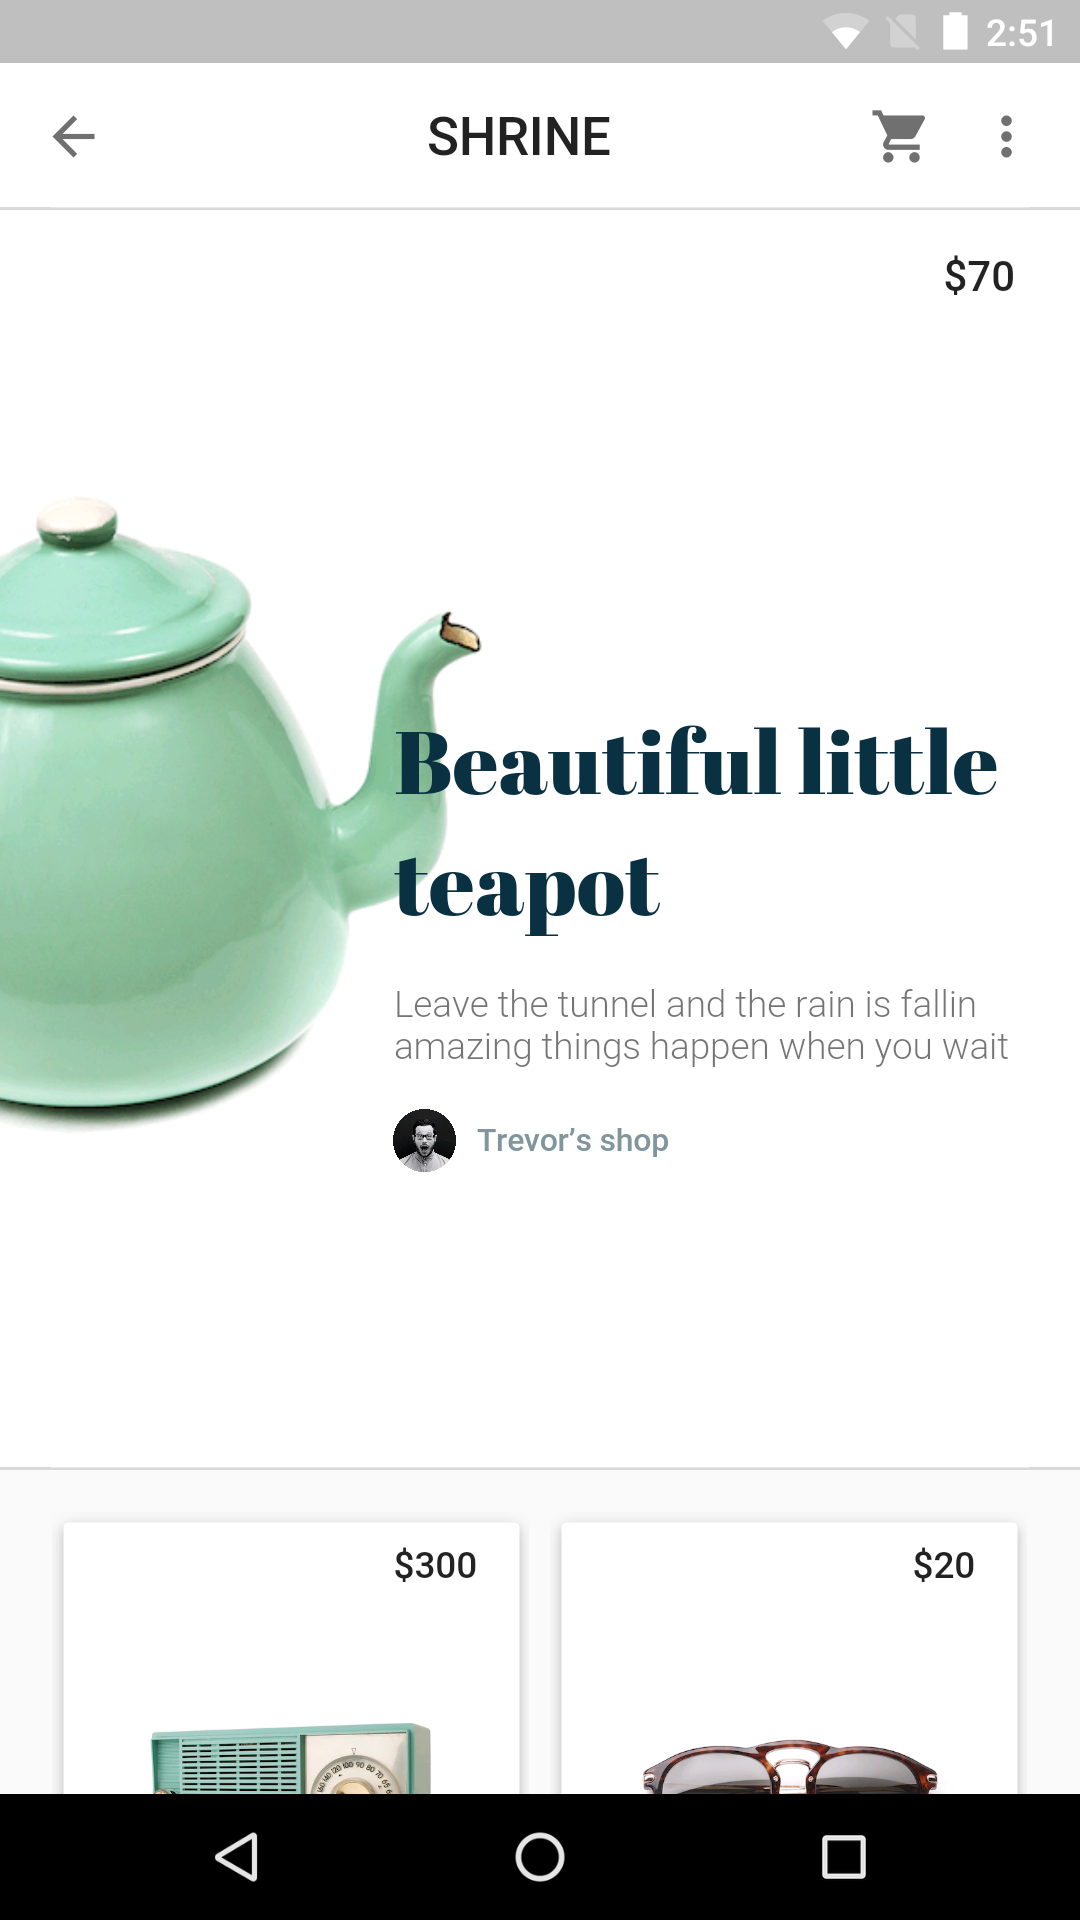 2:51
SHRINE
$70
Beautiful little
teapot
Leave the tunnel and the rain is fallin
amazing things happen when you wait
Trevor’s shop
$300
$20